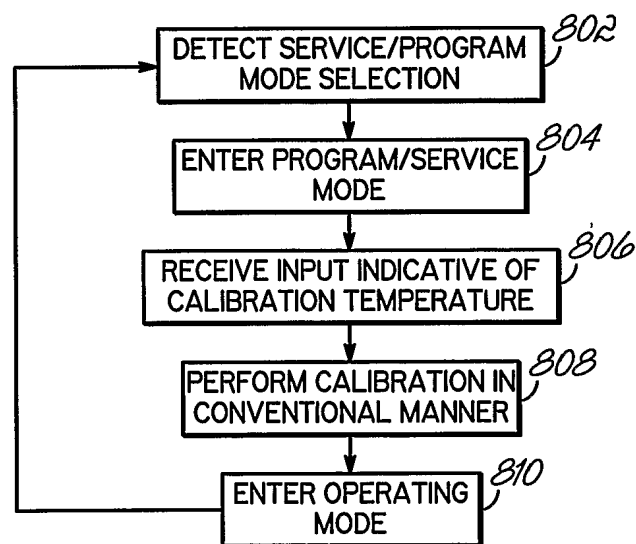 802
DETECT SERVICE/PROGRAM
MODE SELECTION
804
ENTER PROGRAM/SERVICE
MODE
806
RECEIVE INPUT INDICATIVE OF
CALIBRATION TEMPERATURE
808
PERFORM CALIBRATION IN
CONVENTIONAL MANNER
810
ENTER OPERATING
MODE